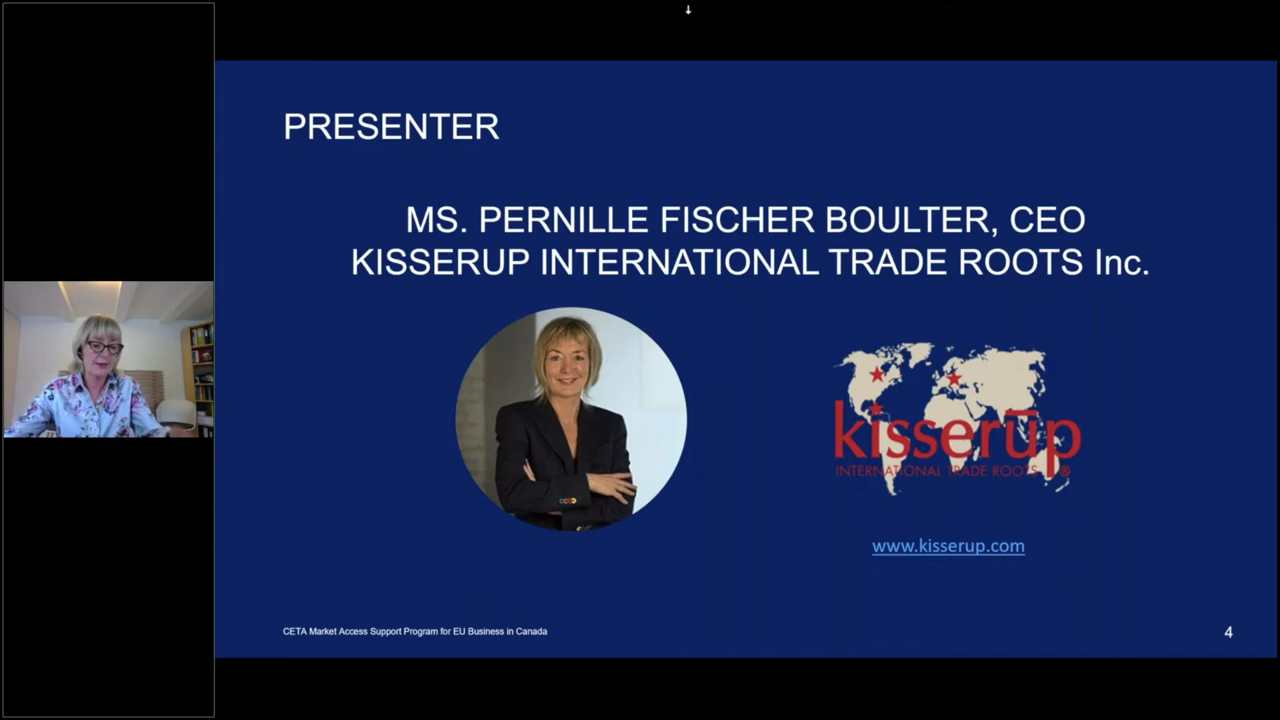 PRESENTER
MS. PERNILLE FISCHER BOULTER, CEO
KISSERUP INTERNATIONAL TRADE ROOTS Inc.
kisserūp
INTERNATIONAL TRADE ROOTS ®
www.kisserup.com
CETA Market Access Support Program for EU Business in Canada
4